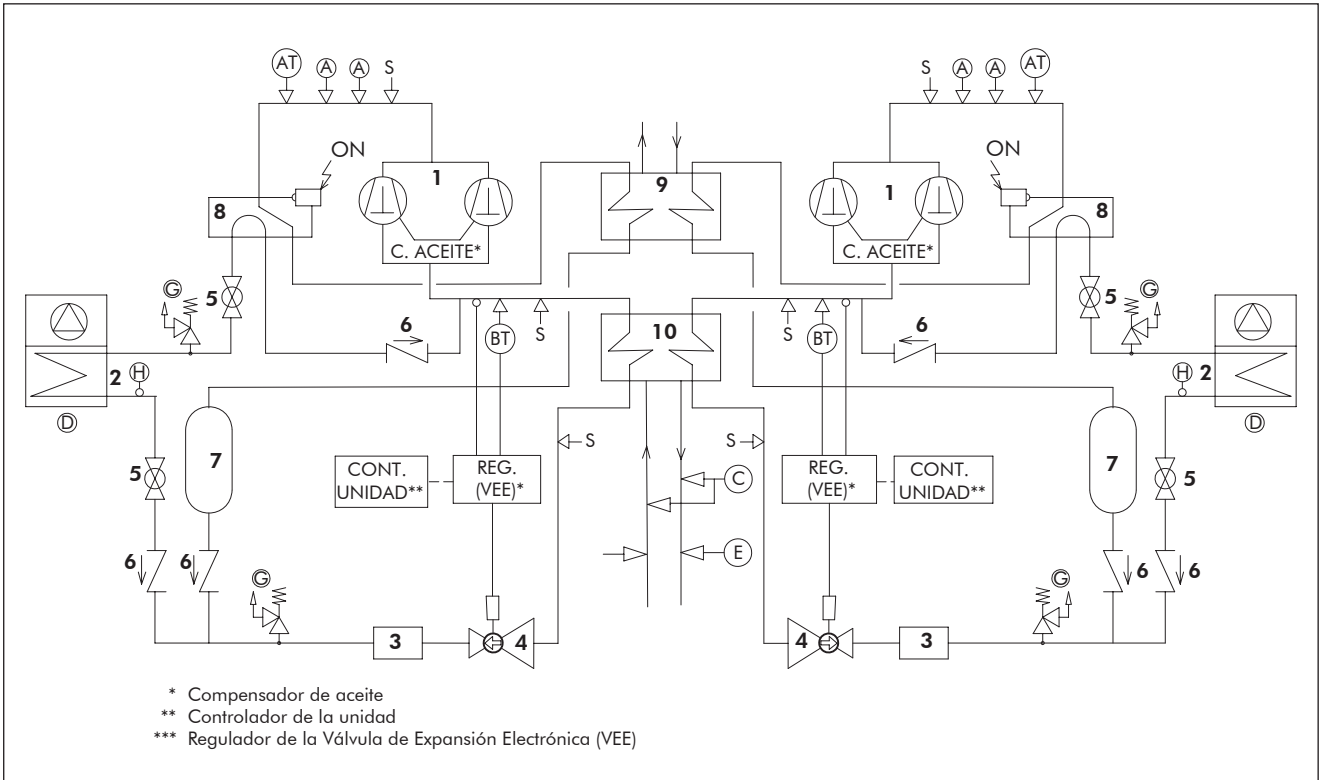 AT A A S
S A A AT
ON
ON
1
9
1
8
8
C. ACEITE*
C. ACEITE*
G
5
5
G
6
S
10
S
6
BT
BT
2
H
H
2
D
D
S
S
7
7
5
5
CONT.
UNIDAD**
REG.
(VEE)*
C
REG.
(VEE)*
CONT.
UNIDAD**
E
6
6
6
6
G
G
3
4
4
3
* Compensador de aceite
** Controlador de la unidad
*** Regulador de la Válvula de Expansión Electrónica (VEE)